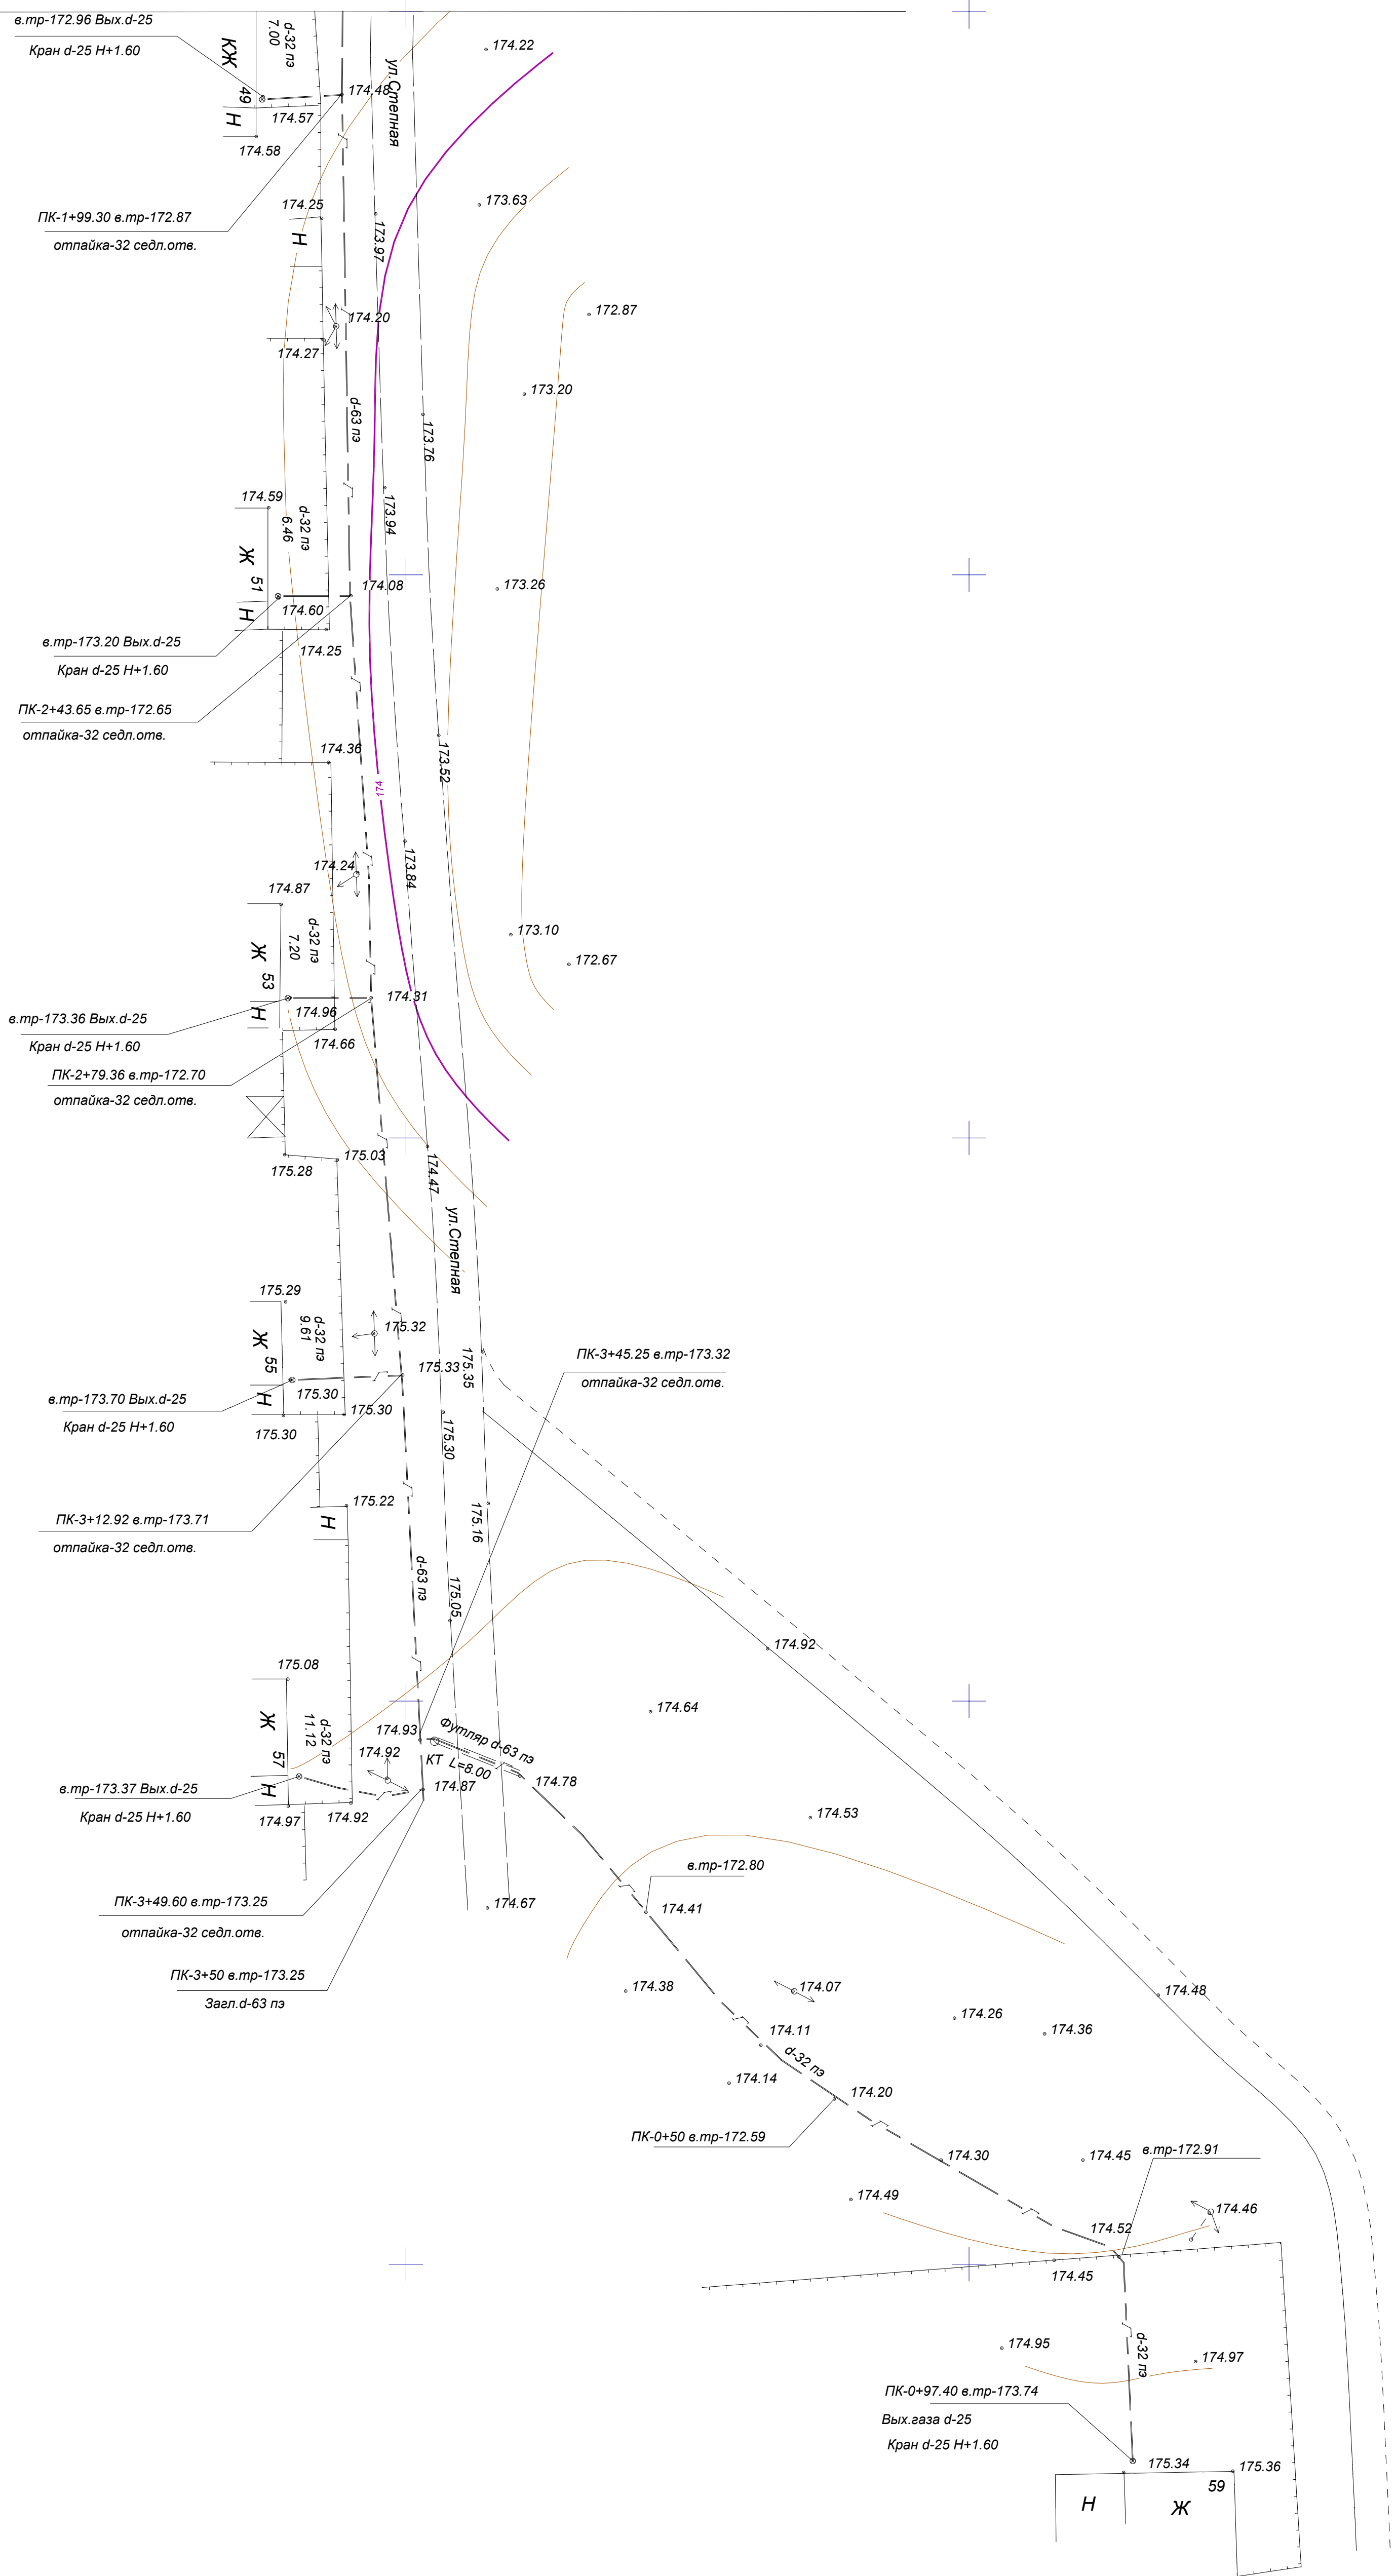 в.тр-172.96 Вых.d-25
Кран d-25 Н+1.60
КЖ
49
Н
d-32 пэ
7.00
174.57
174.58
174.48
ул.Степная
174.22
ПК-1+99.30 в.тр-172.87
отпайка-32 седл.отв.
174.25
Н
173.97
173.63
174.20
174.27
172.87
173.20
d-63 пэ
173.76
173.94
174.59
d-32 пэ
6.46
Ж
51
Н
174.60
174.08
173.26
174.25
в.тр-173.20 Вых.d-25
Кран d-25 Н+1.60
ПК-2+43.65 в.тр-172.65
отпайка-32 седл.отв.
174.36
173.52
174
174.24
173.84
174.87
d-32 пэ
7.20
Ж
53
Н
173.10
172.67
174.96
174.31
174.66
в.тр-173.36 Вых.d-25
Кран d-25 Н+1.60
ПК-2+79.36 в.тр-172.70
отпайка-32 седл.отв.
175.28
175.03
174.47
ул.Степная
175.29
d-32 пэ
9.61
Ж
55
Н
175.32
175.33
175.35
175.30
175.30
175.30
175.30
в.тр-173.70 Вых.d-25
Кран d-25 Н+1.60
ПК-3+45.25 в.тр-173.32
отпайка-32 седл.отв.
ПК-3+12.92 в.тр-173.71
отпайка-32 седл.отв.
175.22
Н
175.16
d-63 пэ
175.05
174.92
175.08
d-32 пэ
11.12
Ж
57
Н
174.93
174.92
Футляр d-63 пэ
КТ L=8.00
174.64
174.78
174.87
174.97
174.92
174.53
в.тр-173.37 Вых.d-25
Кран d-25 Н+1.60
в.тр-172.80
174.41
174.67
ПК-3+49.60 в.тр-173.25
отпайка-32 седл.отв.
ПК-3+50 в.тр-173.25
Загл.d-63 пэ
174.38
174.07
174.48
174.26
174.36
174.11
d-32 пэ
174.14
174.20
ПК-0+50 в.тр-172.59
174.30
174.45
в.тр-172.91
174.49
174.46
174.52
174.45
174.95
d-32 пэ
174.97
ПК-0+97.40 в.тр-173.74
Вых.газа d-25
Кран d-25 Н+1.60
175.34
175.36
59
Н
Ж